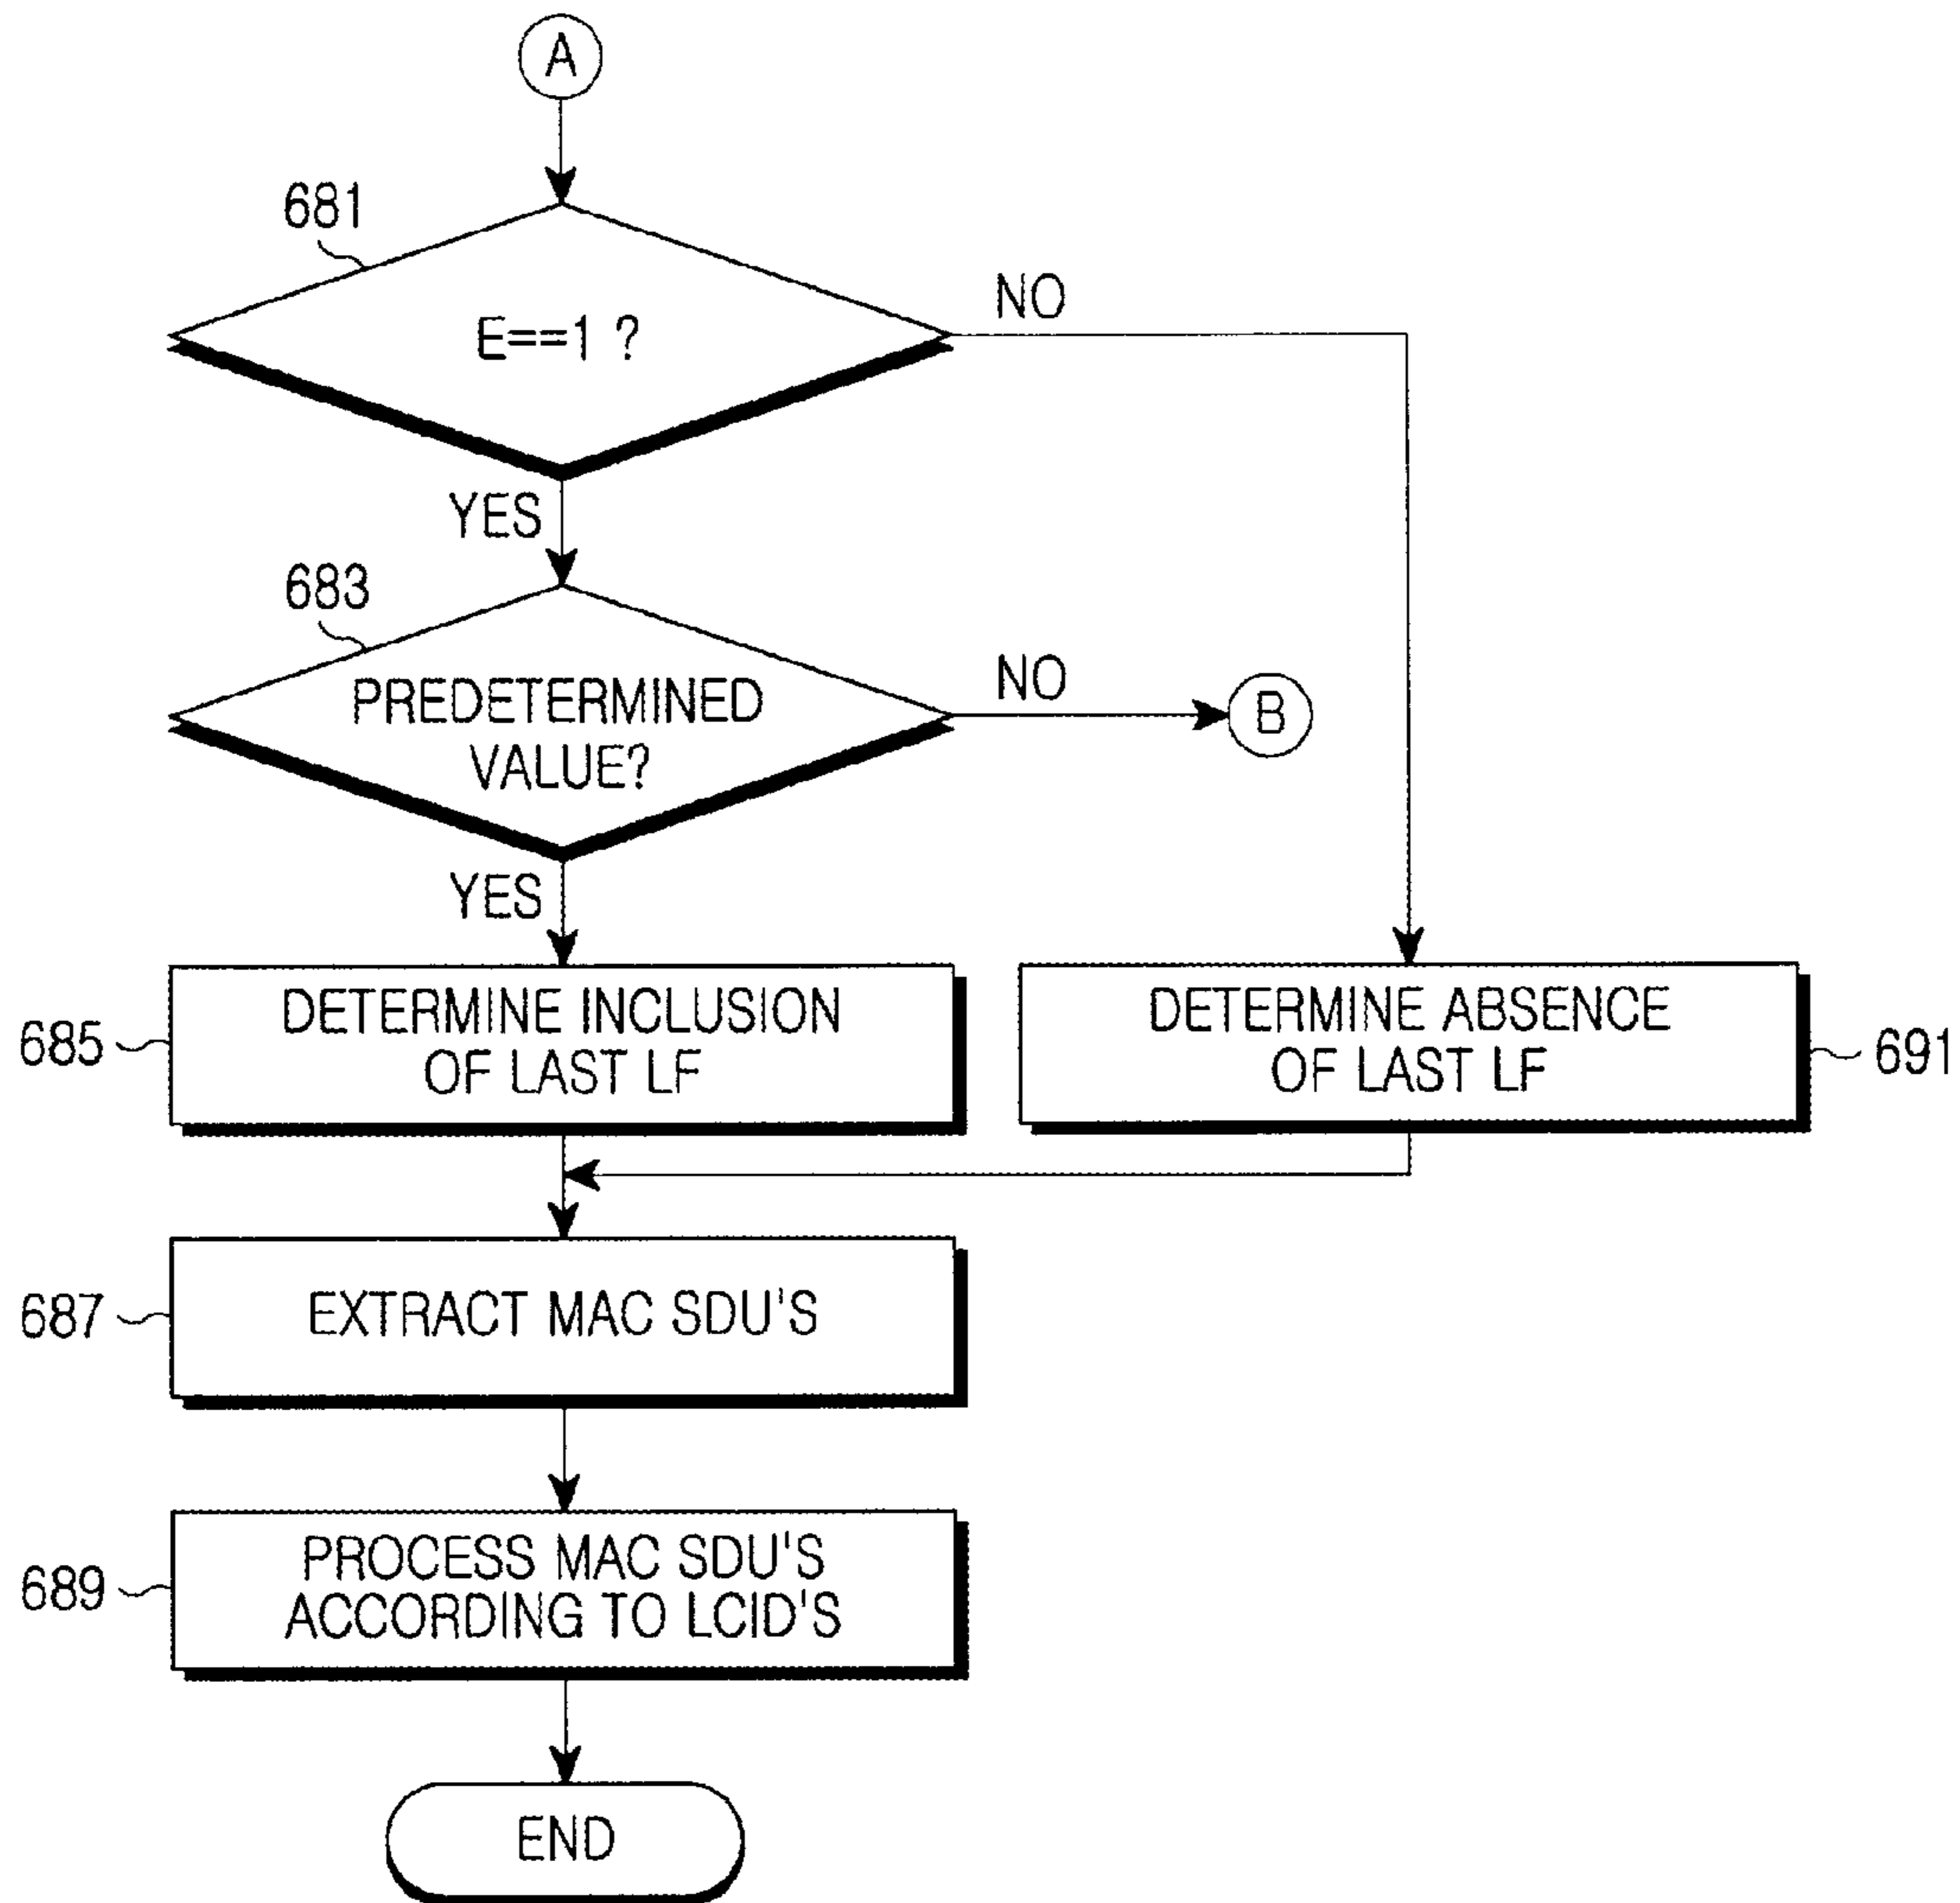 A
681
E==1 ?
NO
YES
683
PREDETERMINED
VALUE?
NO
B
YES
685
DETERMINE INCLUSION
OF LAST LF
DETERMINE ABSENCE
OF LAST LF
691
687
EXTRACT MAC SDU'S
689
PROCESS MAC SDU'S
ACCORDING TO LCID'S
END